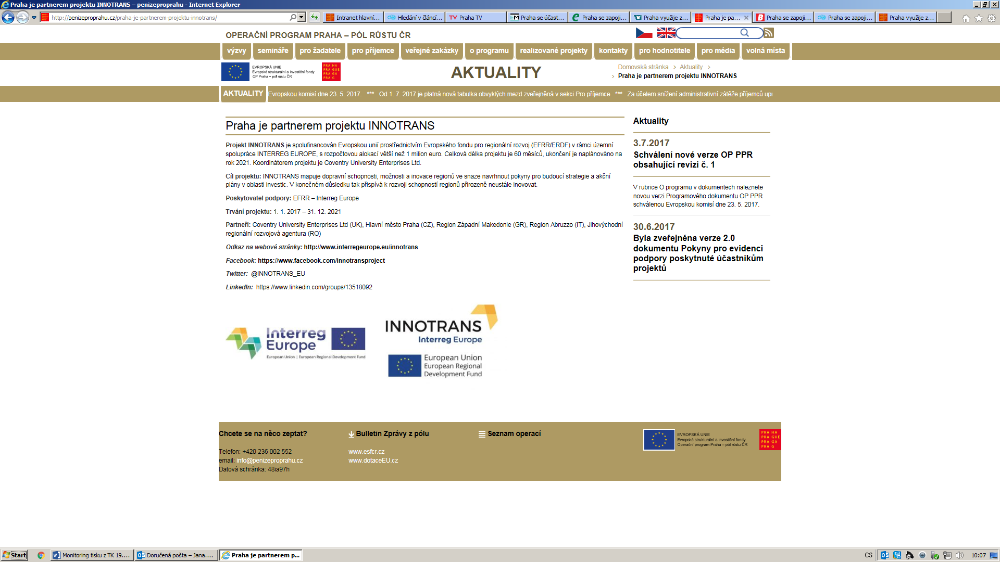 Praha je partnerem projektu INNOTRANS – penizeproprahu - Internet Explorer
http://penizeproprahu.cz/praha-je-partnerem-projektu-innotrans/
Intranet hlavní... Hledání v článcí... Praha TV Praha se účast... Praha se zapoji... Praha využije z... Praha je pa... Praha se zapoji... Praha se zapoji... Praha využije z...
OPERAČNÍ PROGRAM PRAHA – PÓL RŮSTU ČR
výzvy semináře pro žadatele pro příjemce veřejné zakázky o programu realizované projekty kontakty pro hodnotitele pro média volná místa
EVROPSKÁ UNIE
Evropské strukturální a investiční fondy
OP Praha – pól růstu ČR
PRA HA
PRA GUE
PRA GA
PRA G
AKTUALITY
Domovská stránka > Aktuality >
> Praha je partnerem projektu INNOTRANS
AKTUALITY Evropskou komisí dne 23. 5. 2017. *** Od 1. 7. 2017 je platná nová tabulka obvyklých mezd zveřejněná v sekci Pro příjemce *** Za účelem snížení administrativní zátěže příjemců upr
Praha je partnerem projektu INNOTRANS
Projekt INNOTRANS je spolufinancován Evropskou unií prostřednictvím Evropského fondu pro regionální rozvoj (EFRR/ERDF) v rámci územní
spolupráce INTERREG EUROPE, s rozpočtovou alokací větší než 1 milion euro. Celková délka projektu je 60 měsíců, ukončení je naplánováno na
rok 2021. Koordinátorem projektu je Coventry University Enterprises Ltd.
Cíl projektu: INNOTRANS mapuje dopravní schopnosti, možnosti a inovace regionů ve snaze navrhnout pokyny pro budoucí strategie a akční
plány v oblasti investic. V konečném důsledku tak přispívá k rozvoji schopností regionů přirozeně neustále inovovat.
Poskytovatel podpory: EFRR – Interreg Europe
Trvání projektu: 1. 1. 2017 – 31. 12. 2021
Partneři: Coventry University Enterprises Ltd (UK), Hlavní město Praha (CZ), Region Západní Makedonie (GR), Region Abruzzo (IT), Jihovýchodní
regionální rozvojová agentura (RO)
Odkaz na webové stránky: http://www.interregeurope.eu/innotrans
Facebook: https://www.facebook.com/innotransproject
Twitter: @INNOTRANS_EU
LinkedIn: https://www.linkedin.com/groups/13518092
Interreg
Europe
European Union | European Regional Development Fund
INNOTRANS
Interreg Europe
European Union
European Regional
Development Fund
Aktuality
3.7.2017
Schválení nové verze OP PPR
obsahující revizi č. 1
V rubrice O programu v dokumentech naleznete
novou verzi Programového dokumentu OP PPR
schválenou Evropskou komisí dne 23. 5. 2017.
30.6.2017
Byla zveřejněna verze 2.0
dokumentu Pokyny pro evidenci
podpory poskytnuté účastníkům
projektů
Chcete se na něco zeptat?
Telefon: +420 236 002 552
email: info@penizeproprahu.cz
Datová schránka: 48ia97h
Bulletin Zprávy z pólu
www.esfcr.cz
www.dotaceEU.cz
Seznam operací
EVROPSKÁ UNIE
Evropské strukturální a investiční fondy
Operační program Praha – pól růstu ČR
PRA HA
PRA GUE
PRA GA
PRA G
Start Monitoring tisku z TK 19.... Doručená pošta – Jana.... Praha je partnerem p... CS 10:07